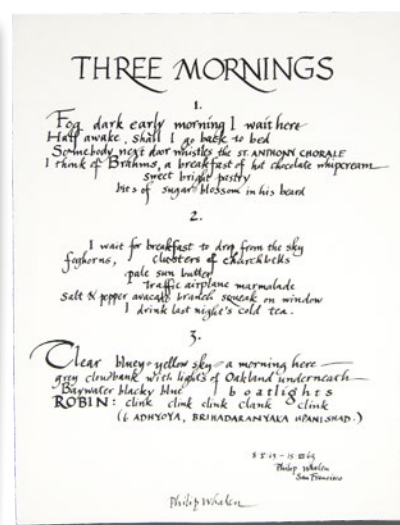 THREE MORNINGS
1.
Fog dark early morning I wait here
Half awake, shall I go back to bed
Somebody next door whistles the ST. ANTHONY CHORALE
I think of Brahms, a breakfast of hot chocolate whipcream
sweet bright pastry
bits of sugar blossom in his beard
2.
I wait for breakfast to drop from the sky
foghorns, clusters of churchbells
pale sun butter
traffic airplane marmalade
Salt & pepper avacado branch squeak on window
I drink last night's cold tea.
3.
Clear bluey-yellow sky a morning here
grey cloudbank with lights of Oakland underneath
Baywater blacky blue boatlights
ROBIN: clink clink clink clank clink
(6 ADHYOYA, BRIHADARANYAKA UPANISHAD.)
Philip Whalen
San Francisco
Philip Whalen